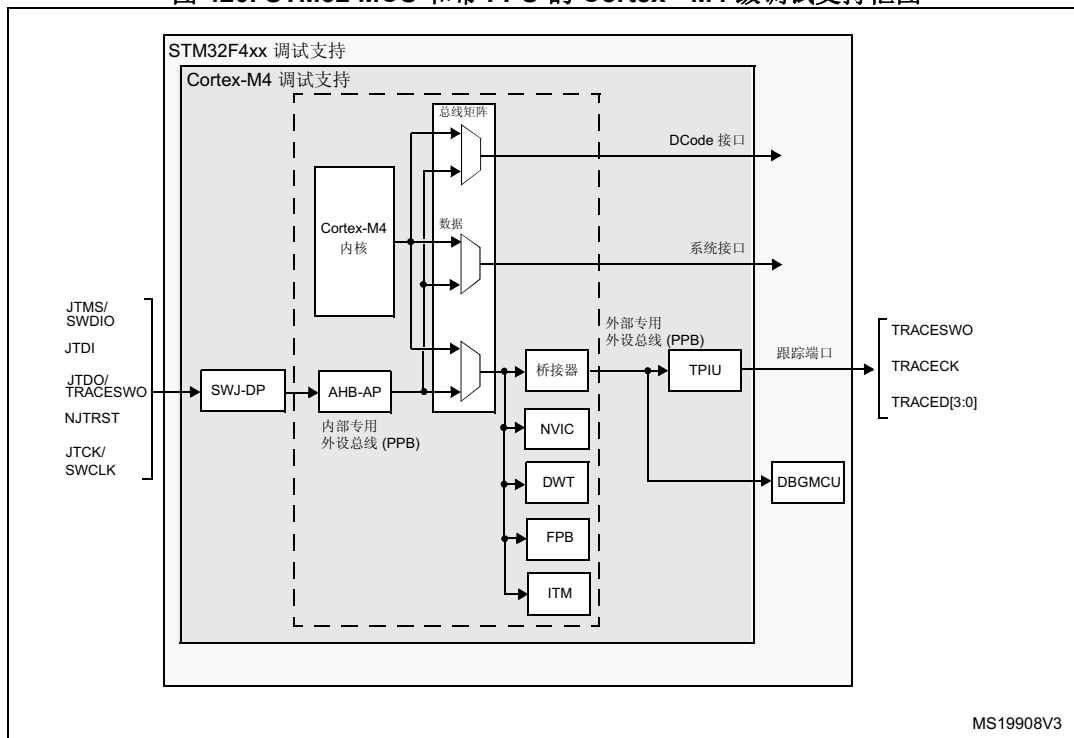 STM32F4xx 调试支持
Cortex-M4 调试支持
总线矩阵
DCode 接口
Cortex-M4
内核
数据
系统接口
JTMS/
SWDIO
JTDI
JTDO/
TRACESWO
NJTRST
JTCK/
SWCLK
SWJ-DP
AHB-AP
内部专用
外设总线 (PPB)
外部专用
外设总线 (PPB)
桥接器
NVIC
DWT
FPB
ITM
TPIU
跟踪端口
DBGMCU
TRACESWO
TRACECK
TRACED[3:0]
MS19908V3